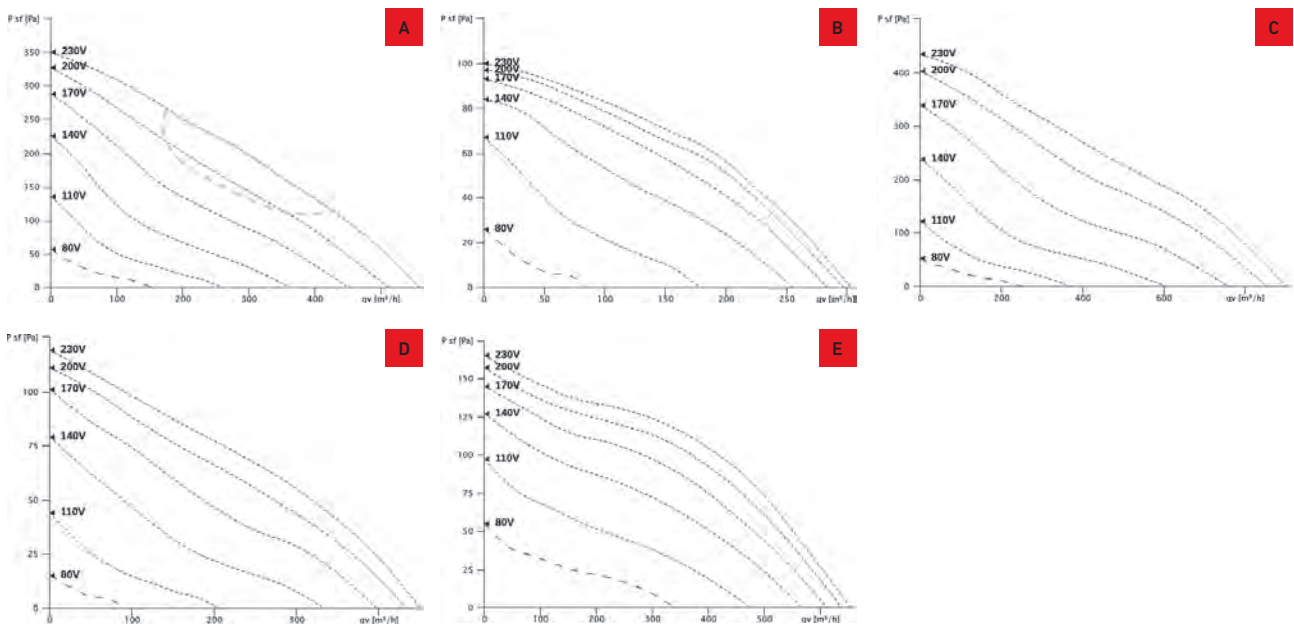 P sf [Pa]
A
350
300
250
200
150
100
50
0
230V
200V
170V
140V
110V
80V
0
100
200
300
400
qv [m³/h]
P sf [Pa]
B
100
80
60
40
20
0
230V
200V
170V
140V
110V
80V
0
50
100
150
200
250
qv [m³/h]
P sf [Pa]
C
400
300
200
100
0
230V
200V
170V
140V
110V
80V
0
200
400
600
qv [m³/h]
P sf [Pa]
D
100
75
50
25
0
230V
200V
170V
140V
110V
80V
0
100
200
300
qv [m³/h]
P sf [Pa]
E
150
125
100
75
50
25
0
230V
200V
170V
140V
110V
80V
0
100
200
300
400
500
qv [m³/h]